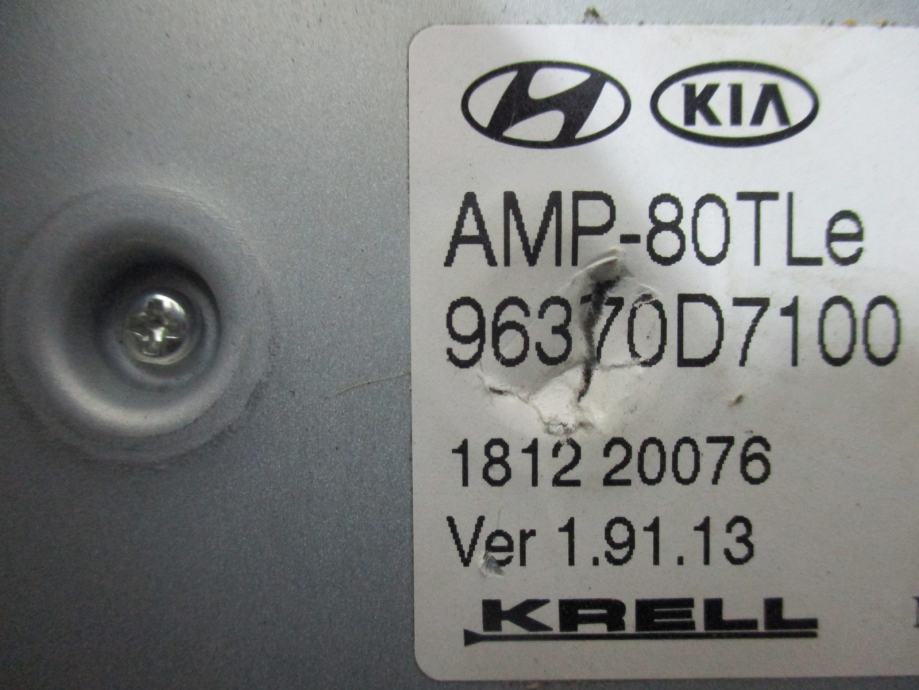 KIA
AMP-80TLe
96370D7100
1812 20076
Ver 1.91.13
KRELL